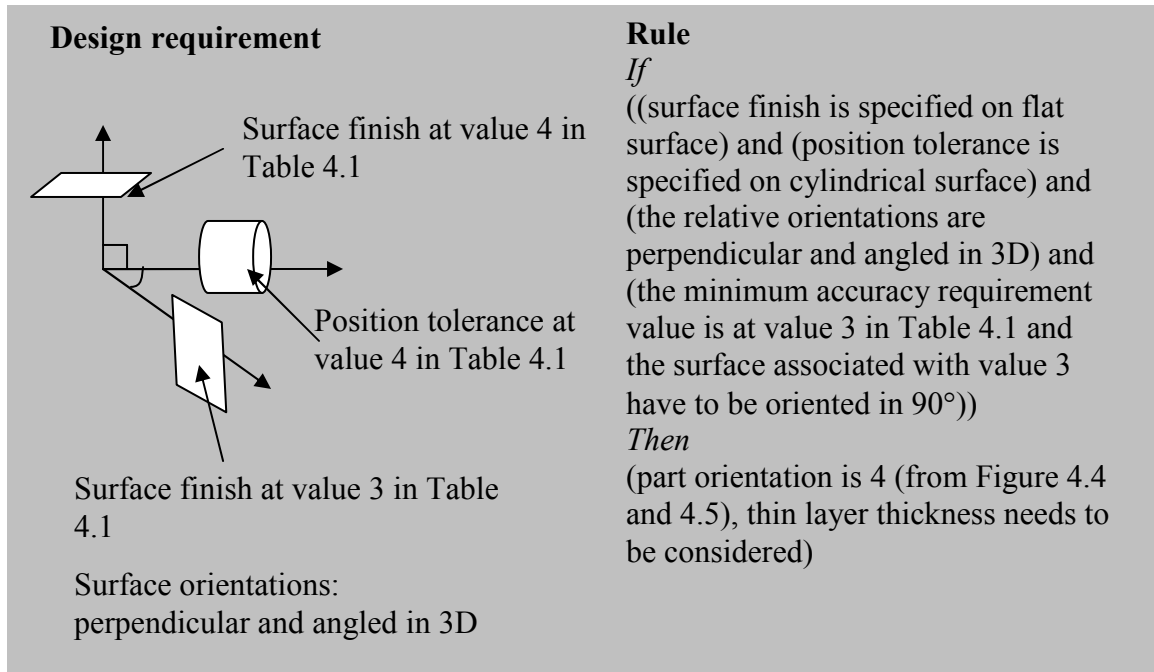 Design requirement
Surface finish at value 4 in
Table 4.1
Position tolerance at
value 4 in Table 4.1
Surface finish at value 3 in Table
4.1
Surface orientations:
perpendicular and angled in 3D
Rule
If
((surface finish is specified on flat
surface) and (position tolerance is
specified on cylindrical surface) and
(the relative orientations are
perpendicular and angled in 3D) and
(the minimum accuracy requirement
value is at value 3 in Table 4.1 and
the surface associated with value 3
have to be oriented in 90°))
Then
(part orientation is 4 (from Figure 4.4
and 4.5), thin layer thickness needs to
be considered)